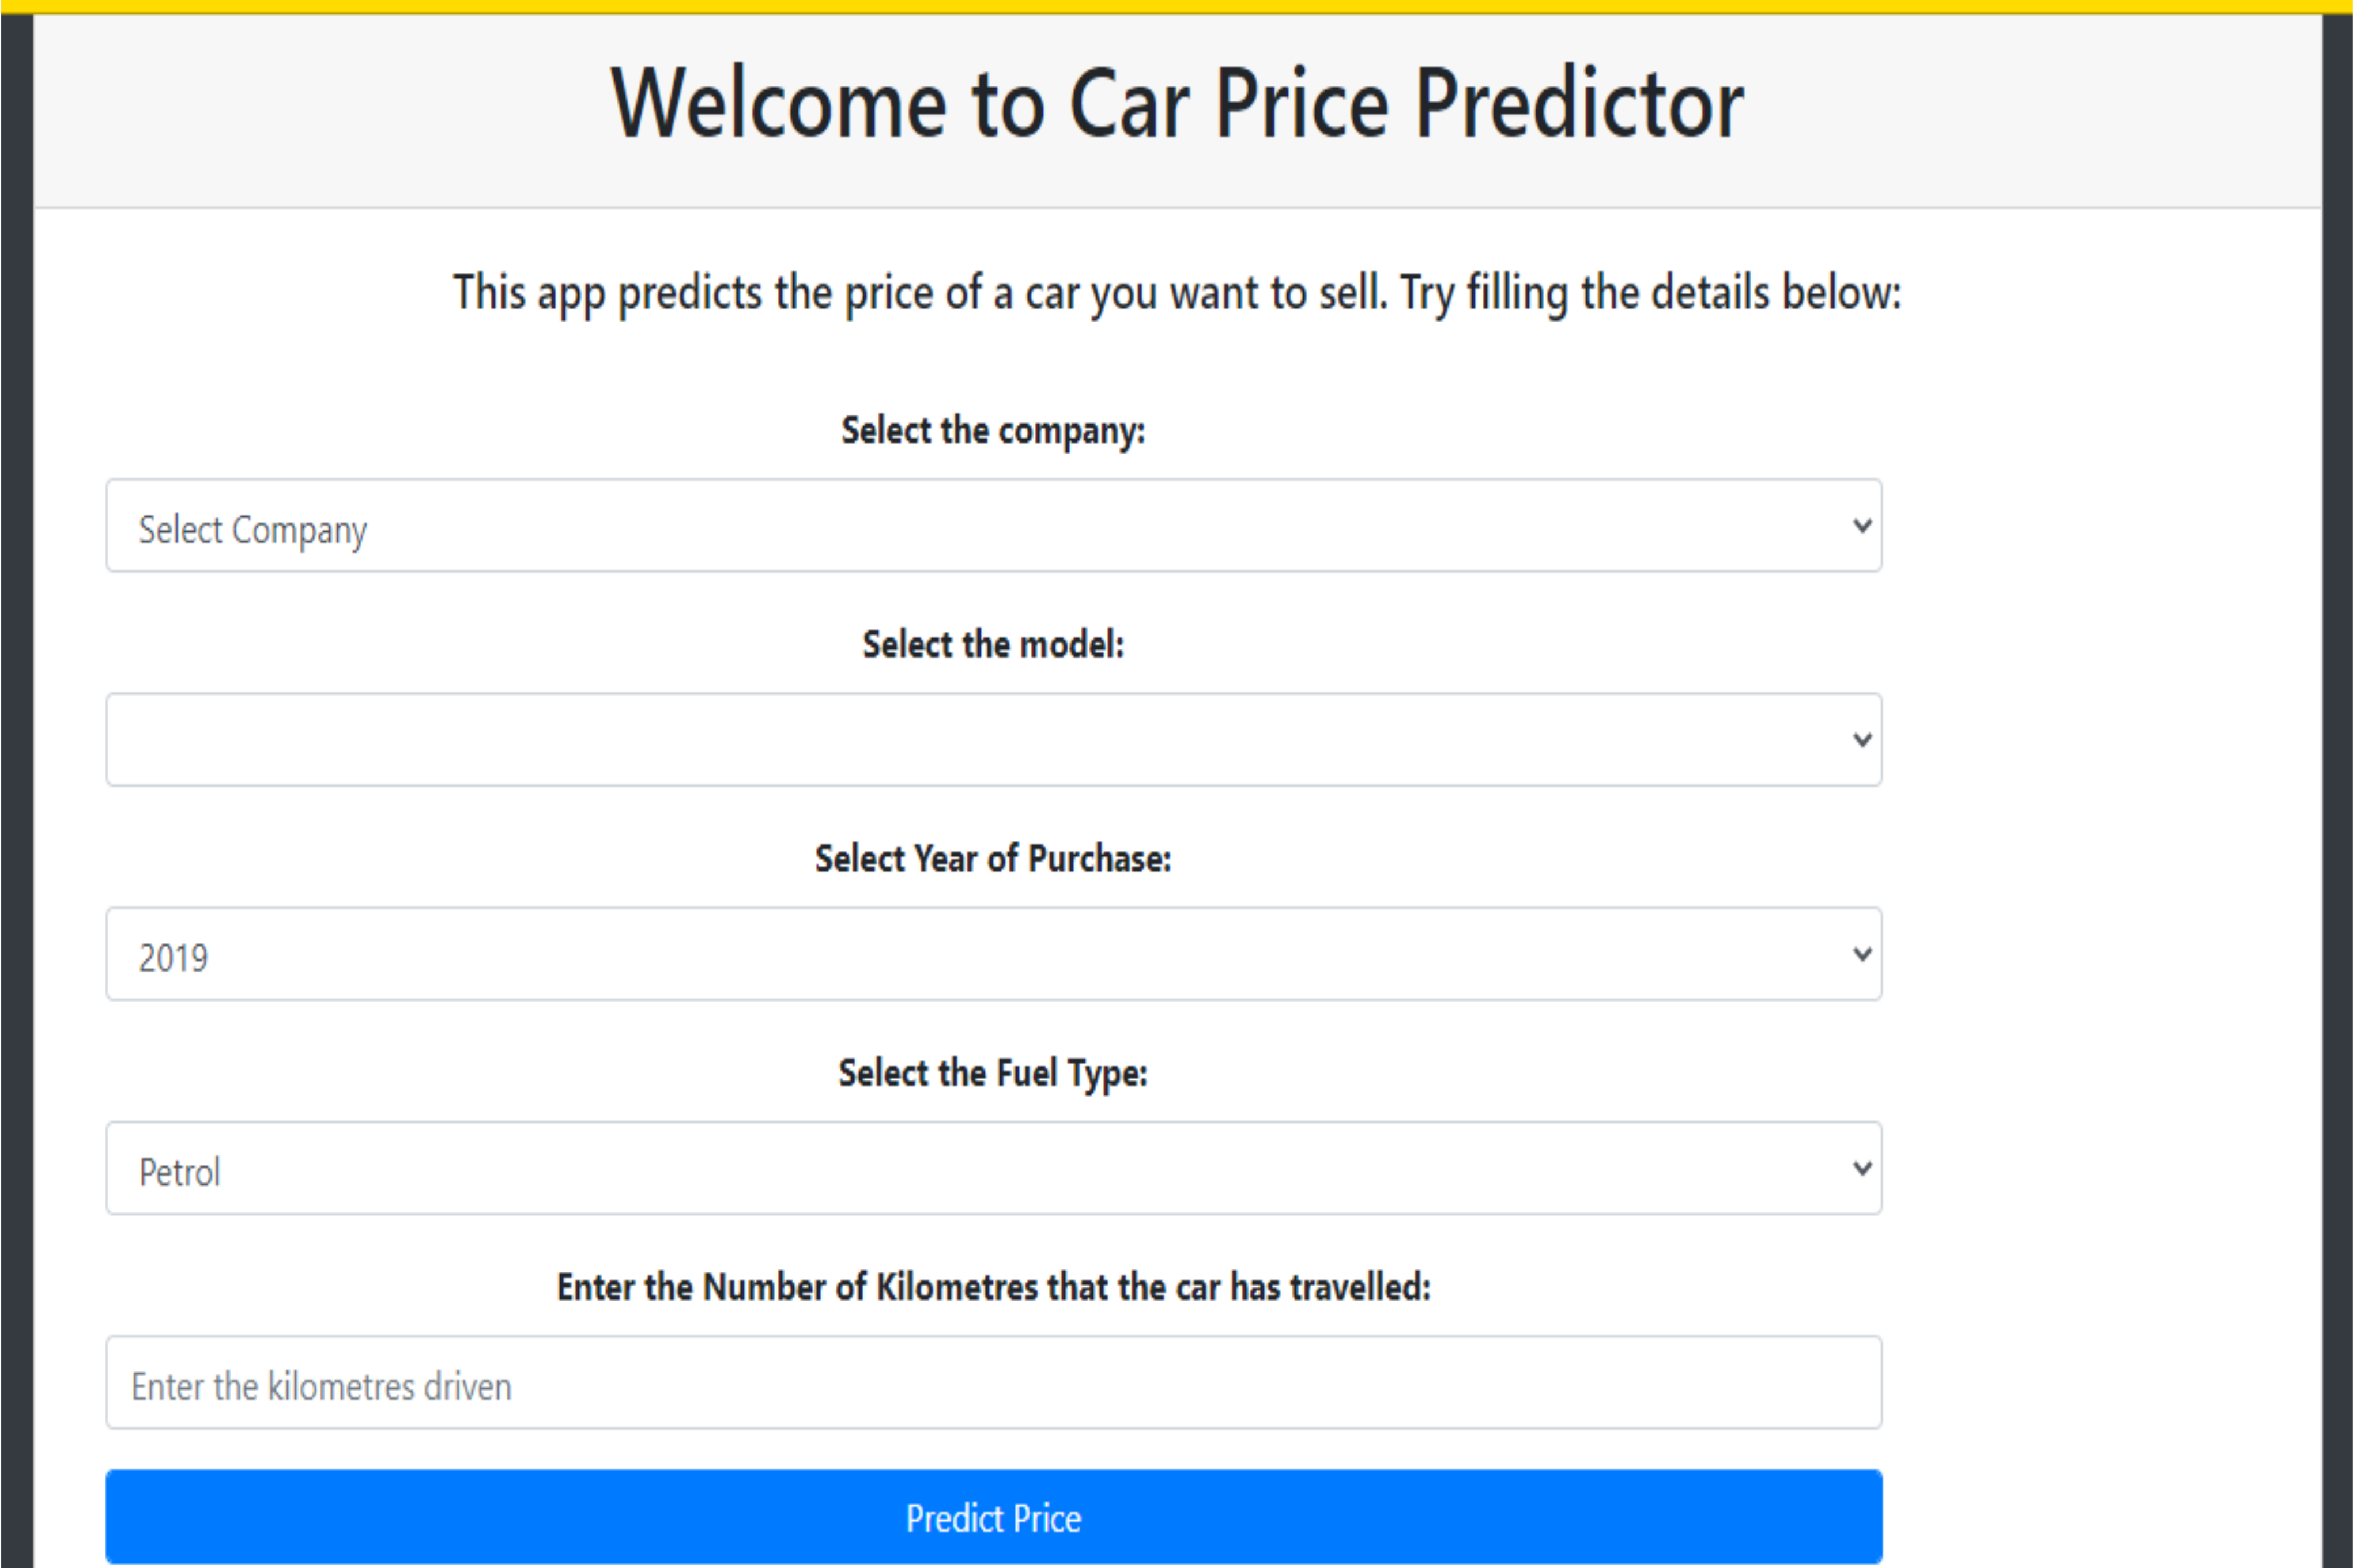 Welcome to Car Price Predictor
This app predicts the price of a car you want to sell. Try filling the details below:
Select the company:
Select Company
Select the model:
Select Year of Purchase:
2019
Select the Fuel Type:
Petrol
Enter the Number of Kilometres that the car has travelled:
Enter the kilometres driven
Predict Price